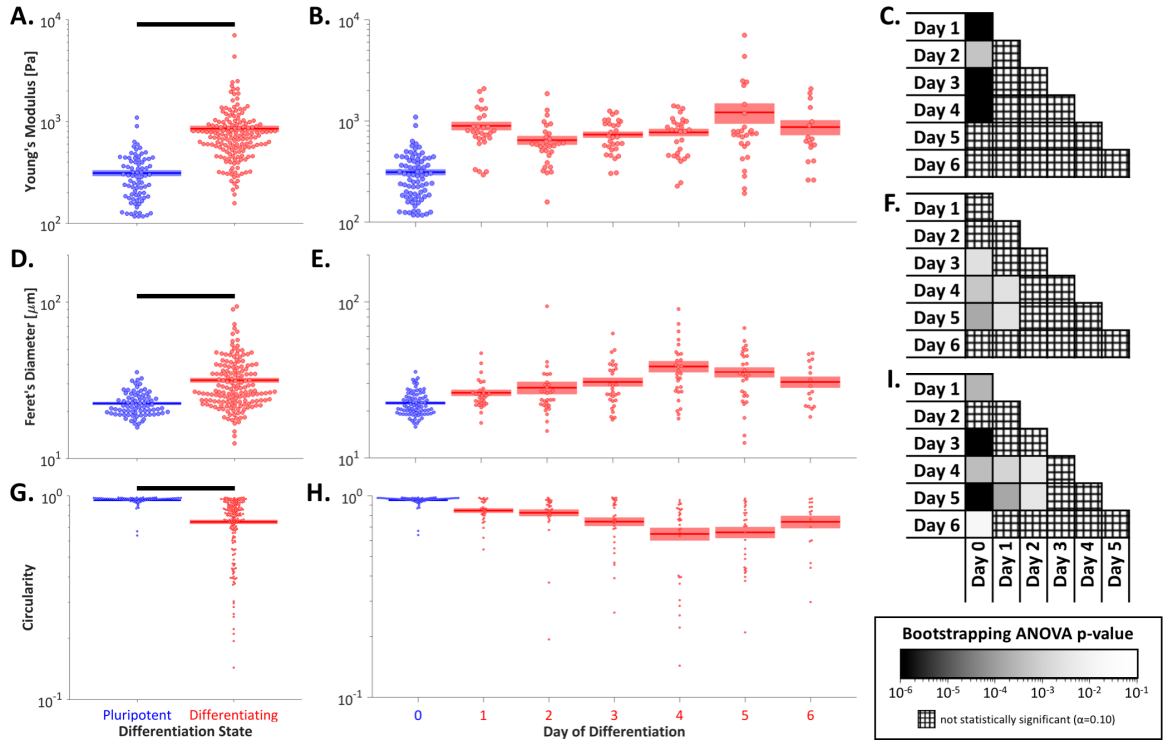 A.
B.
C.
Young's Modulus [Pa]
10^4
10^3
10^2
10^4
10^3
10^2
Day 1
Day 2
Day 3
Day 4
Day 5
Day 6
D.
E.
F.
Feret's Diameter [μm]
10^2
10^1
10^2
10^1
Day 1
Day 2
Day 3
Day 4
Day 5
Day 6
G.
H.
I.
Circularity
10^0
10^-1
10^0
10^-1
Day 1
Day 2
Day 3
Day 4
Day 5
Day 6
Day 0
Day 1
Day 2
Day 3
Day 4
Day 5
Pluripotent Differentiating
Differentiation State
0 1 2 3 4 5 6
Day of Differentiation
Bootstrapping ANOVA p-value
10^-6 10^-5 10^-4 10^-3 10^-2 10^-1
not statistically significant (α=0.10)